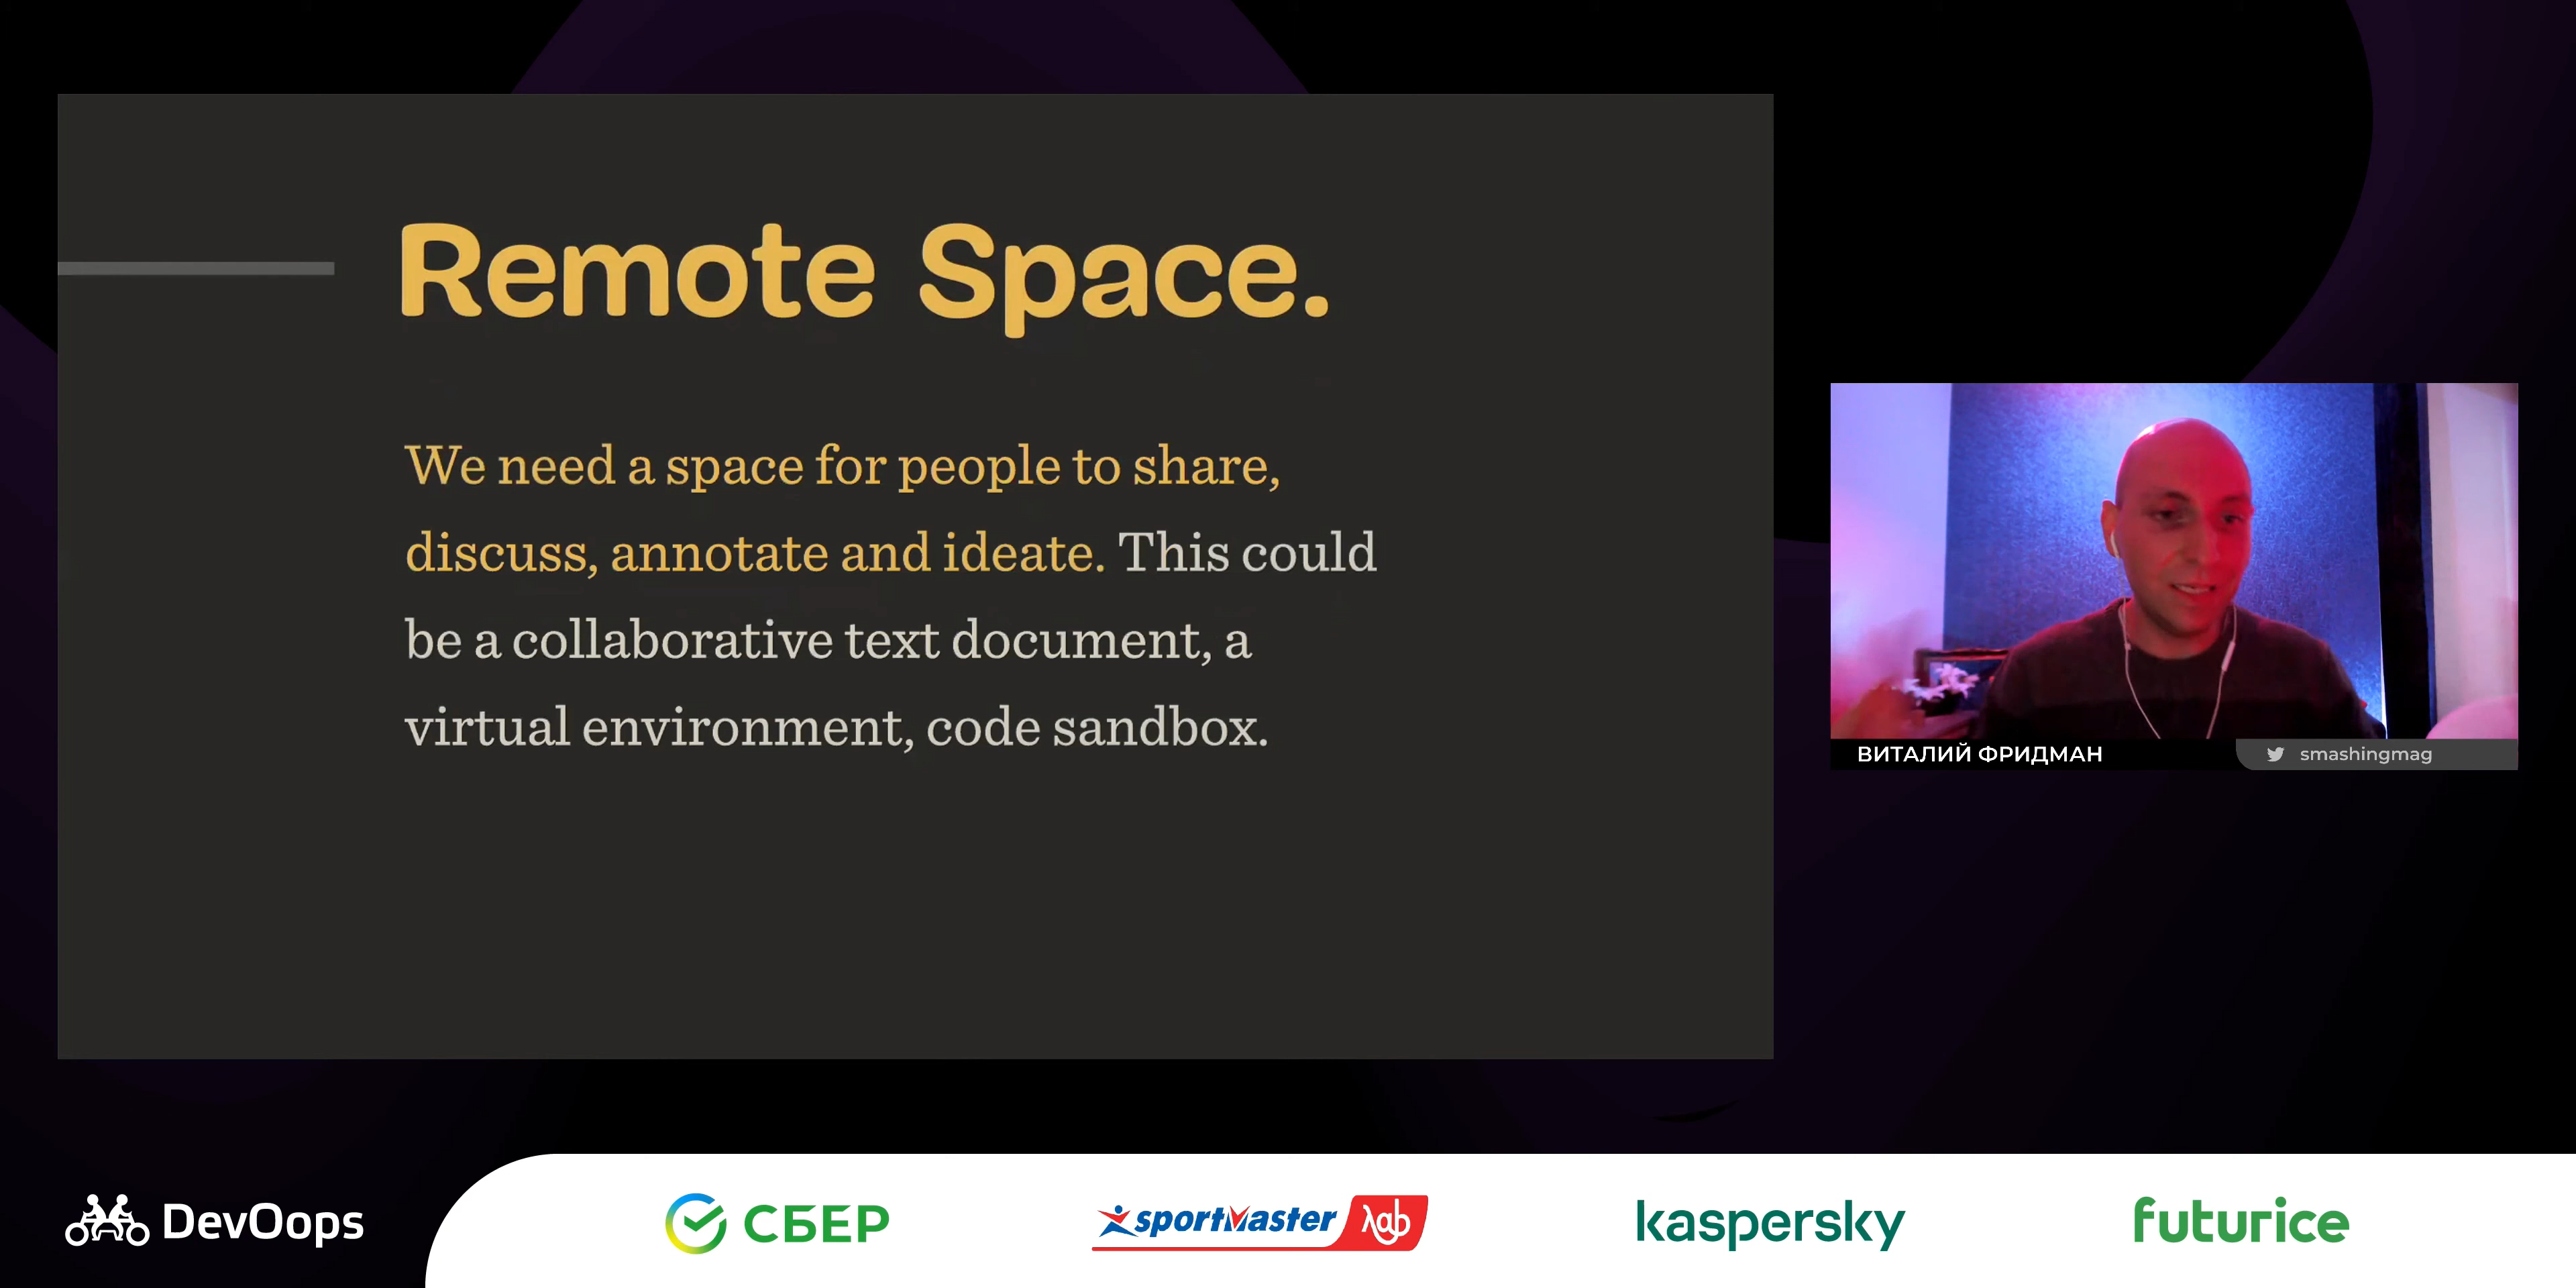 Remote Space.
We need a space for people to share,
discuss, annotate and ideate. This could
be a collaborative text document, a
virtual environment, code sandbox.
ВИТАЛИЙ ФРИДМАН
smashingmag
DevOops
СБЕР
sportmaster лаб
kaspersky
futurice